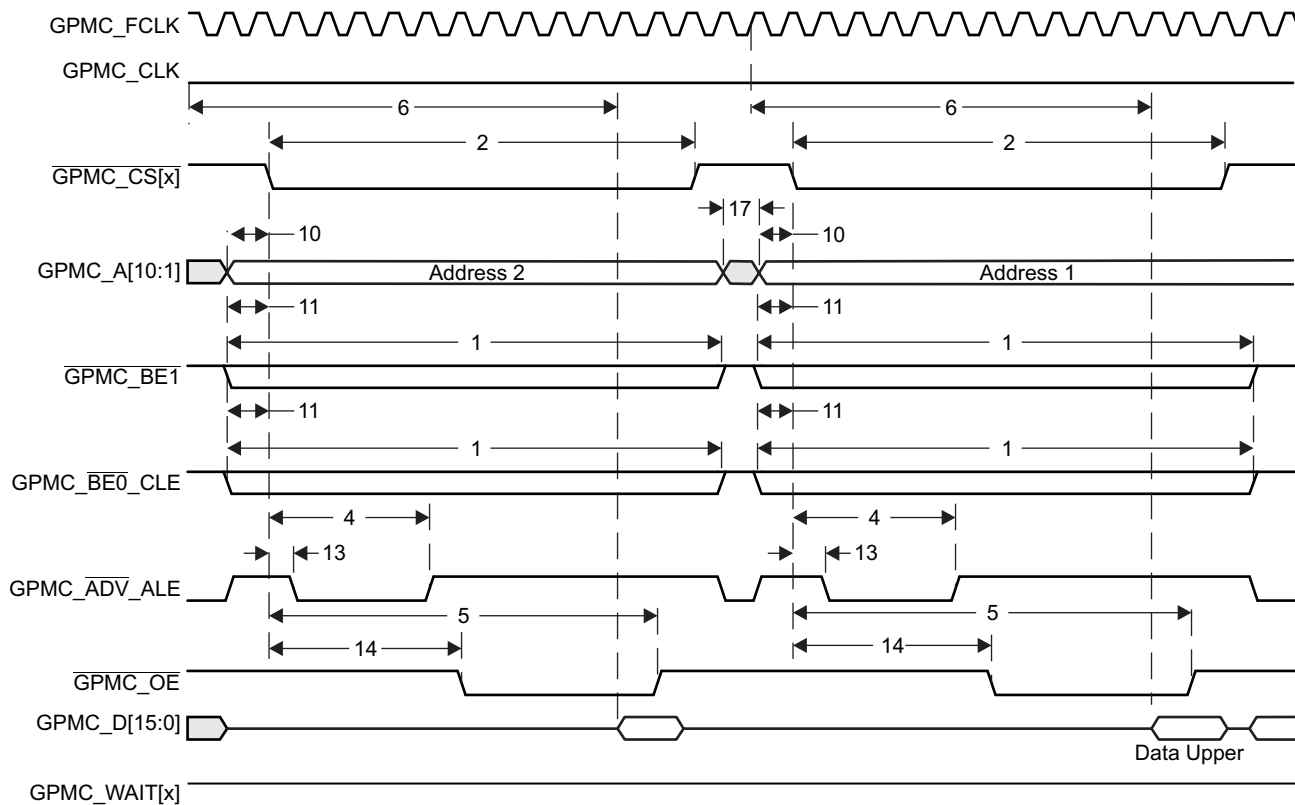 GPMC_FCLK
GPMC_CLK
6 6
2 2
GPMC_CS[x]
17
10 10
GPMC_A[10:1] Address 2 Address 1
11 11
1 1
GPMC_BE1
11 11
1 1
GPMC_BE0_CLE
4 4
13 13
GPMC_ADV_ALE
5 5
14 14
GPMC_OE
GPMC_D[15:0]
Data Upper
GPMC_WAIT[x]